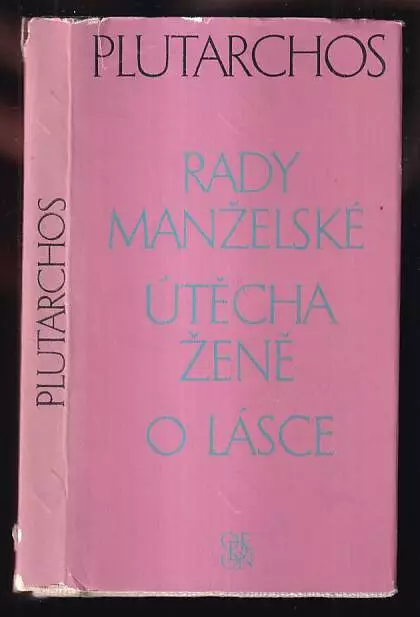 PLUTARCHOS
RADY
MANŽELSKÉ
ÚTĚCHA
ŽENĚ
O LÁSCE
PLUTARCHOS